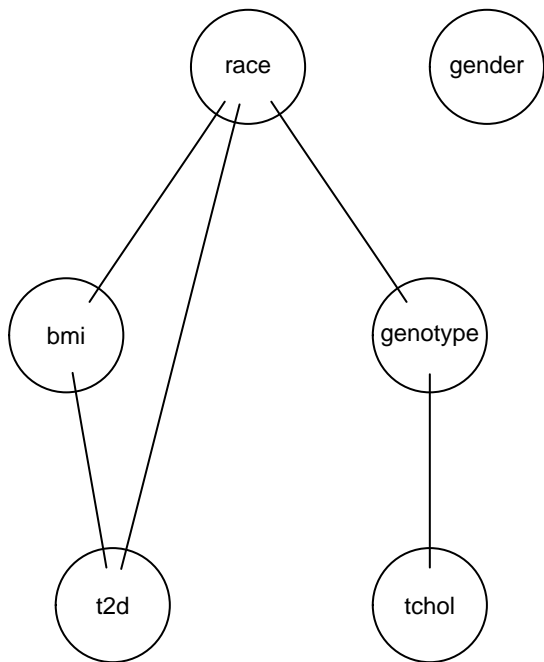 race
gender
bmi
genotype
t2d
tchol